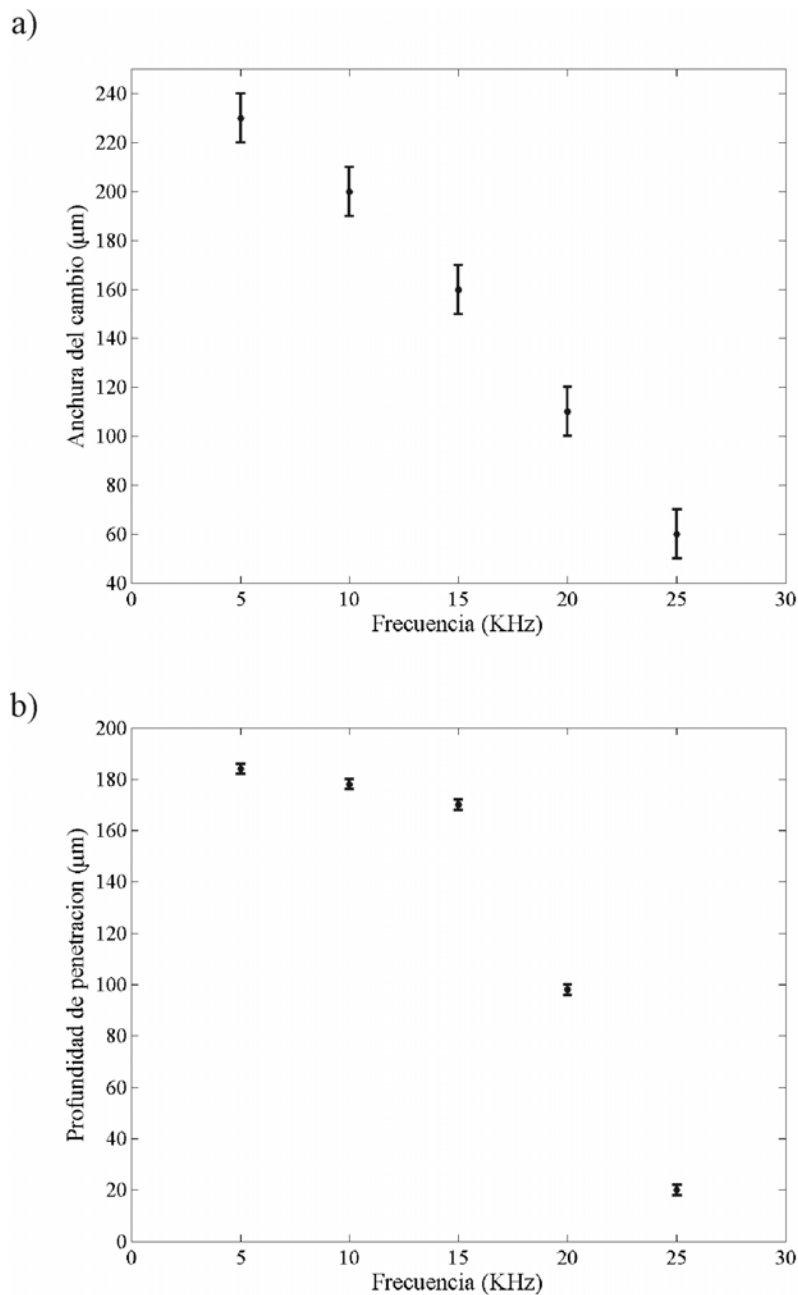 a)
240
220
200
180
160
140
120
100
80
60
40
0 5 10 15 20 25 30
Anchura del cambio (μm)
Frecuencia (KHz)
b)
200
180
160
140
120
100
80
60
40
20
0
0 5 10 15 20 25 30
Profundidad de penetracion (μm)
Frecuencia (KHz)